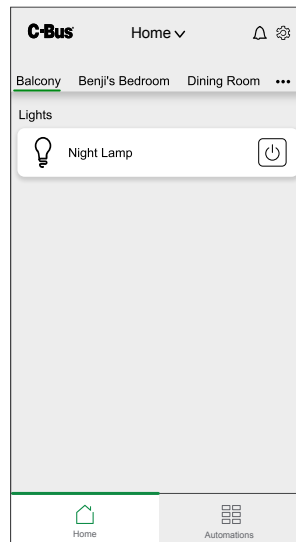 C-Bus Home
Balcony Benji's Bedroom Dining Room •••
Lights
Night Lamp
Home Automations